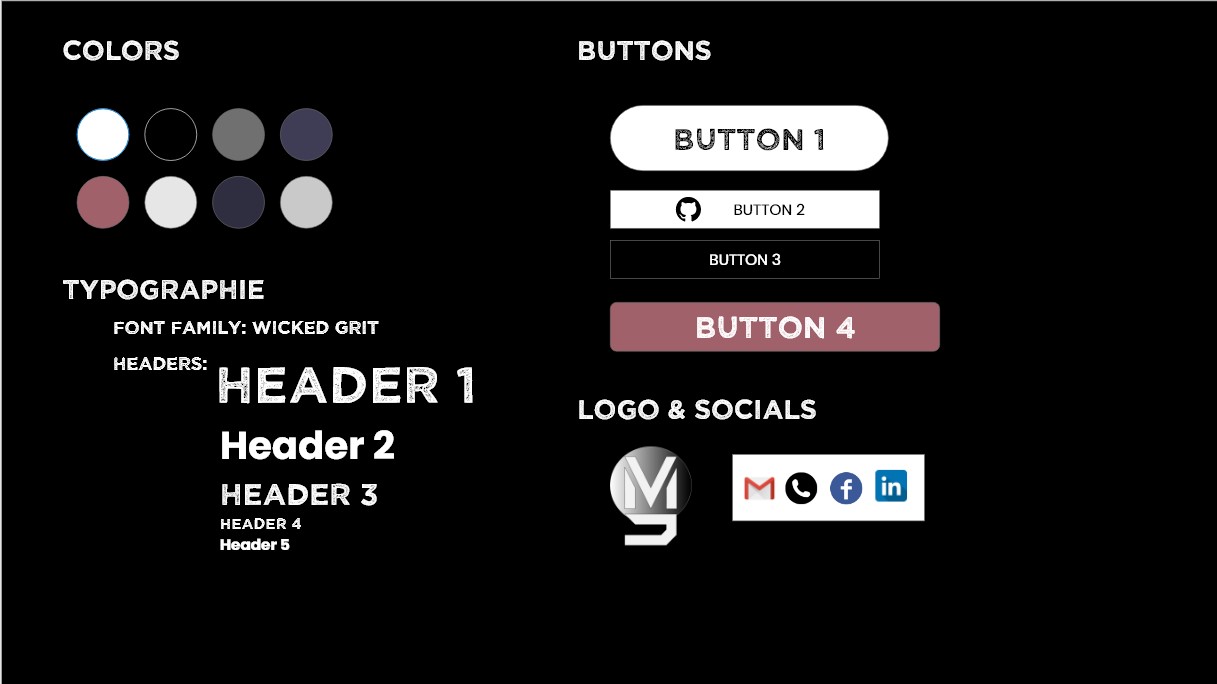 COLORS
TYPOGRAPHIE
FONT FAMILY: WICKED GRIT
HEADERS:
HEADER 1
Header 2
HEADER 3
HEADER 4
Header 5
BUTTONS
BUTTON 1
BUTTON 2
BUTTON 3
BUTTON 4
LOGO & SOCIALS
M
f
in